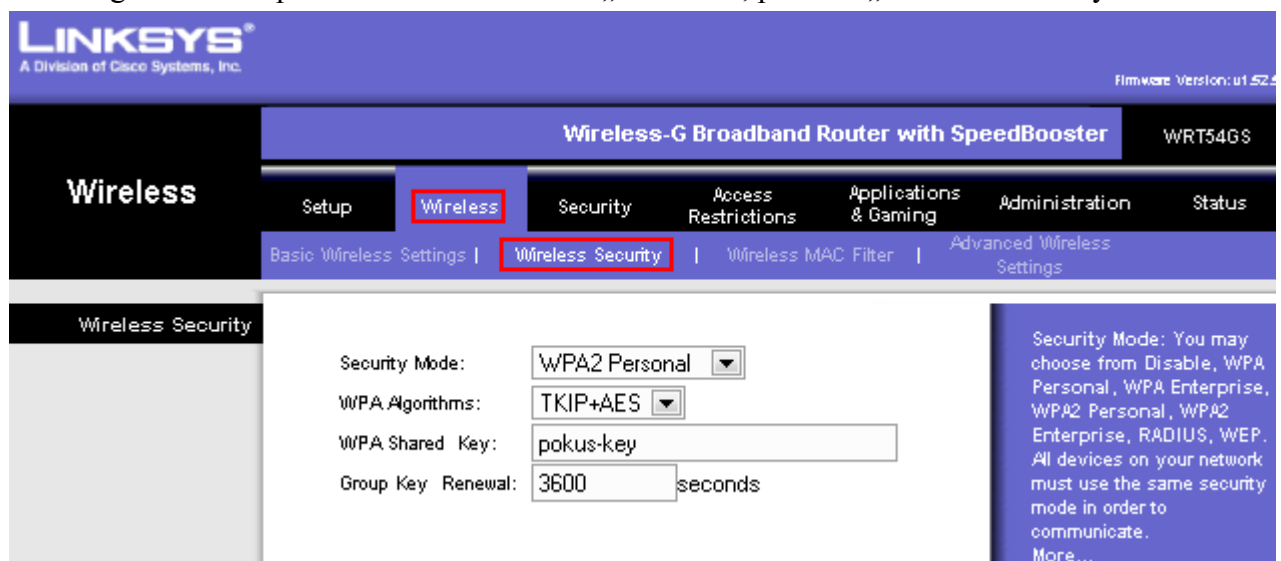 LINKSYS®
A Division of Cisco Systems, Inc.
Firmware Version: u1.52.
Wireless-G Broadband Router with SpeedBooster WRT54GS
Wireless
Setup Wireless Security Access Restrictions Applications & Gaming Administration Status
Basic Wireless Settings | Wireless Security | Wireless MAC Filter | Advanced Wireless Settings
Wireless Security
Security Mode: WPA2 Personal
WPA Algorithms: TKIP+AES
WPA Shared Key: pokus-key
Group Key Renewal: 3600 seconds
Security Mode: You may
choose from Disable, WPA
Personal, WPA Enterprise,
WPA2 Personal, WPA2
Enterprise, RADIUS, WEP.
All devices on your network
must use the same security
mode in order to
communicate.
More...